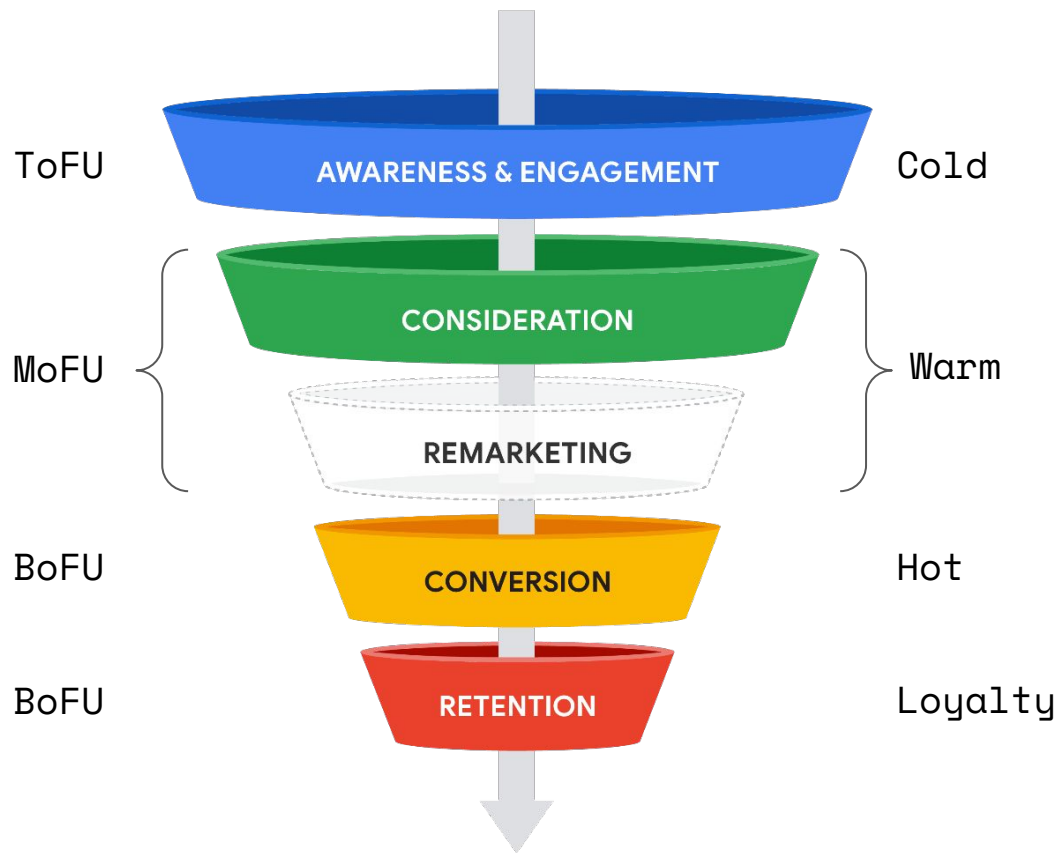 ToFU
AWARENESS & ENGAGEMENT
Cold
CONSIDERATION
MoFU
Warm
REMARKETING
BoFU
CONVERSION
Hot
BoFU
RETENTION
Loyalty